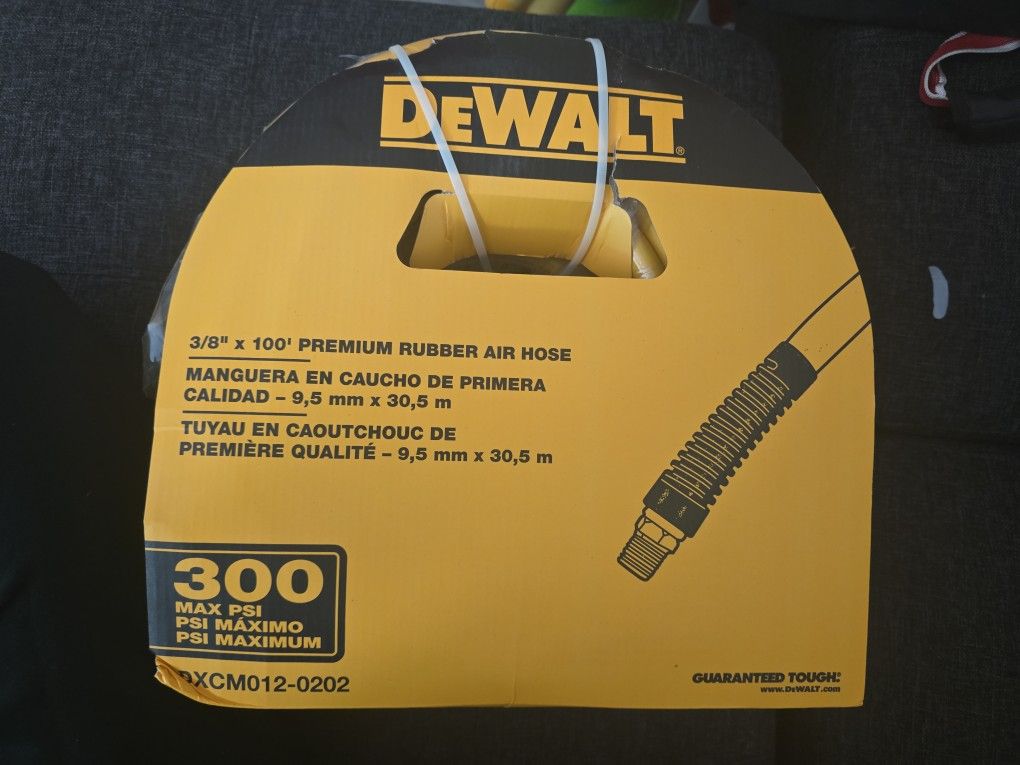 DEWALT®
3/8" x 100' PREMIUM RUBBER AIR HOSE
MANGUERA EN CAUCHO DE PRIMERA
CALIDAD – 9,5 mm x 30,5 m
TUYAU EN CAOUTCHOUC DE
PREMIÈRE QUALITÉ – 9,5 mm x 30,5 m
300
MAX PSI
PSI MÁXIMO
PSI MAXIMUM
DXCM012-0202
GUARANTEED TOUGH.®
www.DEWALT.com